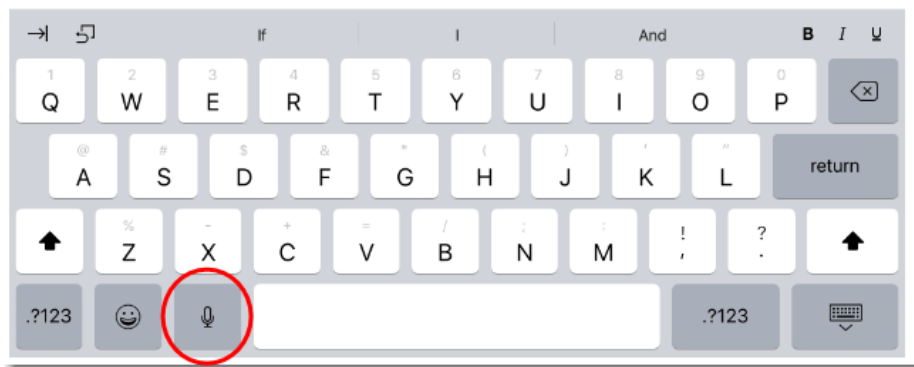 If I And B I U
1 2 3 4 5 6 7 8 9 0
Q W E R T Y U I O P
@ # $ & * ( ) ' "
A S D F G H J K L return
% - + = / ; : ! ?
Z X C V B N M , .
.?123 .?123